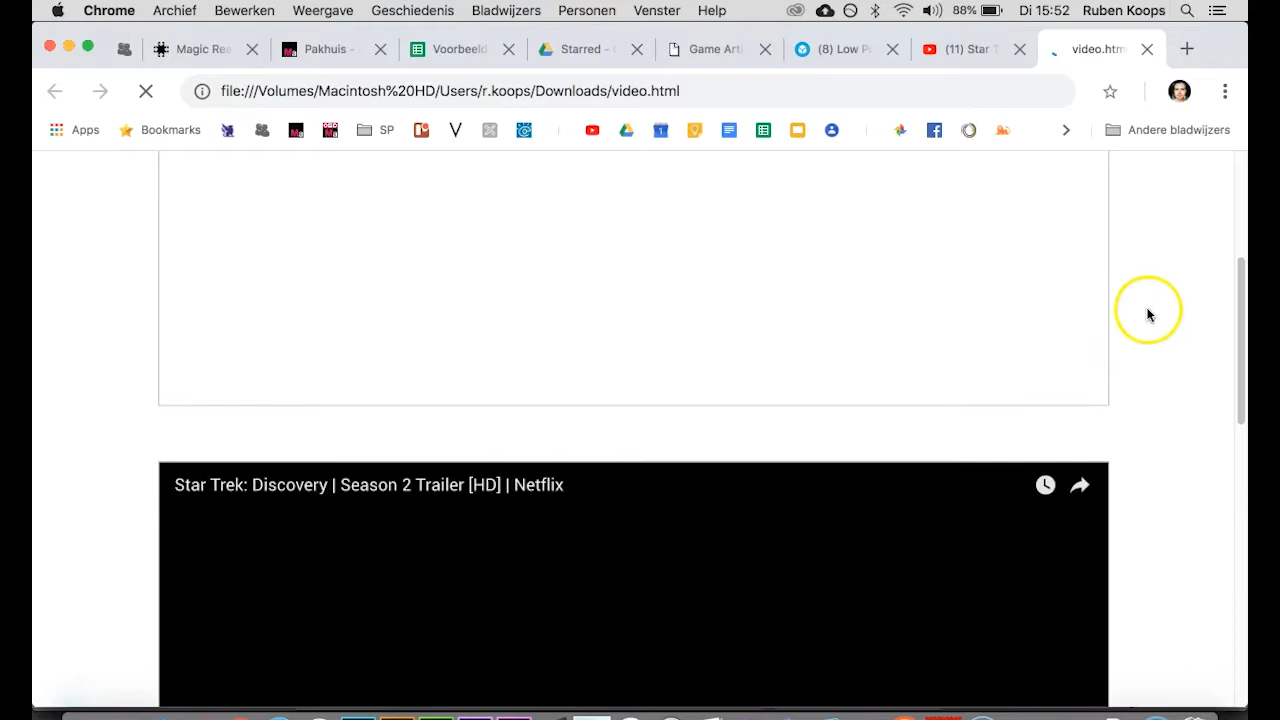 Chrome Archief Bewerken Weergave Geschiedenis Bladwijzers Personen Venster Help 88% Di 15:52 Ruben Koops
Magic Rea Pakhuis - Voorbeeld Starred - Game Arti (8) Low P (11) Star T video.htm
file:///Volumes/Macintosh%20HD/Users/r.koops/Downloads/video.html
Apps Bookmarks SP Andere bladwijzers
Star Trek: Discovery | Season 2 Trailer [HD] | Netflix